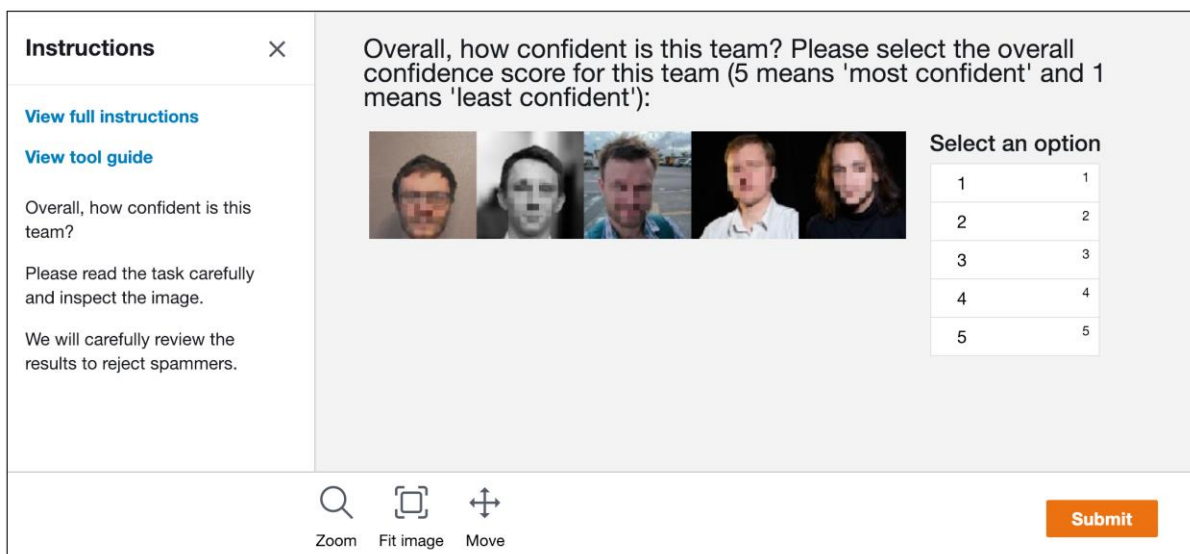 Instructions
View full instructions
View tool guide
Overall, how confident is this
team?
Please read the task carefully
and inspect the image.
We will carefully review the
results to reject spammers.
Overall, how confident is this team? Please select the overall
confidence score for this team (5 means 'most confident' and 1
means 'least confident'):
Select an option
1 1
2 2
3 3
4 4
5 5
Zoom Fit image Move
Submit